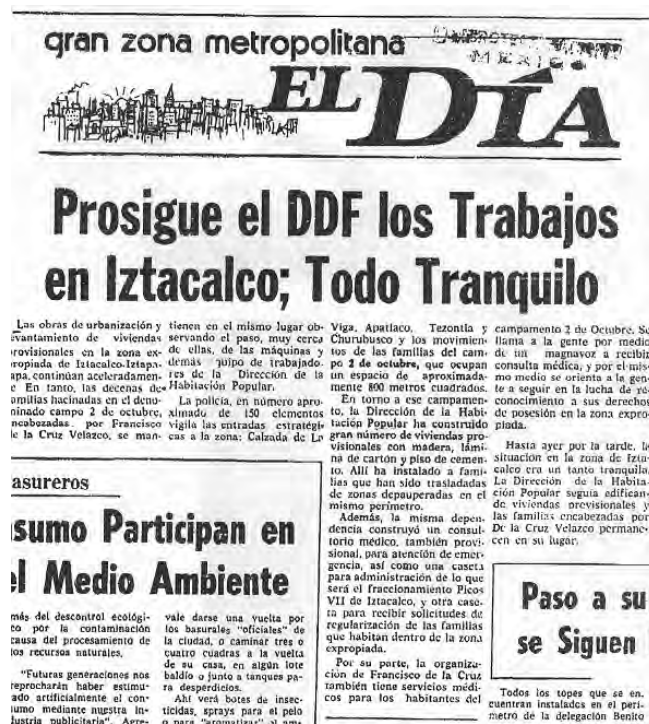 gran zona metropolitana
MEXICO
EL DÍA
Prosigue el DDF los Trabajos
en Iztacalco; Todo Tranquilo
Las obras de urbanización y
evantamiento de viviendas
rovisionales en la zona ex-
ropiada de Iztacalco-Iztapa-
apa, continúan aceleradamen-
e En tanto, las decenas de
amilias hacinadas en el deno-
ninado campo 2 de octubre,
ncabezadas por Francisco
e la Cruz Velazco, se man-
tienen en el mismo lugar ob-
servando el paso, muy cerca
de ellas, de las máquinas y
demás quipo de trabajado-
res de la Dirección de la
Habitación Popular.
La policía, en número apro-
ximado de 150 elementos
vigila las entradas estratégi-
cas a la zona: Calzada de La
Viga, Apatlaco, Tezontla y
Churubusco y los movimien-
tos de las familias del cam-
po 2 de octubre, que ocupan
un espacio de aproximada-
mente 800 metros cuadrados.
En torno a ese campamen-
to, la Dirección de la Habi-
tación Popular ha construido
gran número de viviendas pro-
visionales con madera, lámi-
na de cartón y piso de cemen-
to. Allí ha instalado a fami-
lias que han sido trasladadas
de zonas depauperadas en el
mismo perímetro.
Además, la misma depen-
dencia construyó un consul-
torio médico, también provi-
sional, para atención de emer-
gencia, así como una caseta
para administración de lo que
será el fraccionamiento Picos
VII de Iztacalco, y otra case-
ta para recibir solicitudes de
regularización de las familias
que habitan dentro de la zona
expropiada.
Por su parte, la organiza-
ción de Francisco de la Cruz
también tiene servicios médi-
cos para los habitantes del
campamento 2 de Octubre. Se
llama a la gente por medio
de un magnavoz a recibir
consulta médica, y por el mis-
mo medio se orienta a la gen-
te a seguir en la lucha de re-
conocimiento a sus derechos
de posesión en la zona expro-
piada.
Hasta ayer por la tarde, la
situación en la zona de Izta-
calco era un tanto tranquila.
La Dirección de la Habita-
ción Popular seguía edifican-
do viviendas provisionales y
las familias encabezadas por
De la Cruz Velazco permane-
cen en su lugar.
asureros
sumo Participan en
el Medio Ambiente
más del descontrol ecológi-
co por la contaminación
causa del procesamiento de
los recursos naturales.
"Futuras generaciones nos
reprocharán haber estimu-
ado artificialmente el con-
sumo mediante nuestra in-
dustria publicitaria". Agre-
vale darse una vuelta por
los basurales "oficiales" de
la ciudad, o caminar tres o
cuatro cuadras a la vuelta
de su casa, en algún lote
baldío o junto a tanques pa-
ra desperdicios.
Ahí verá botes de insec-
ticidas, sprays para el pelo
o para "aromatizar" el am-
Paso a su
se Siguen
Todos los topes que se en-
cuentran instalados en el perí-
metro de la delegación Benito